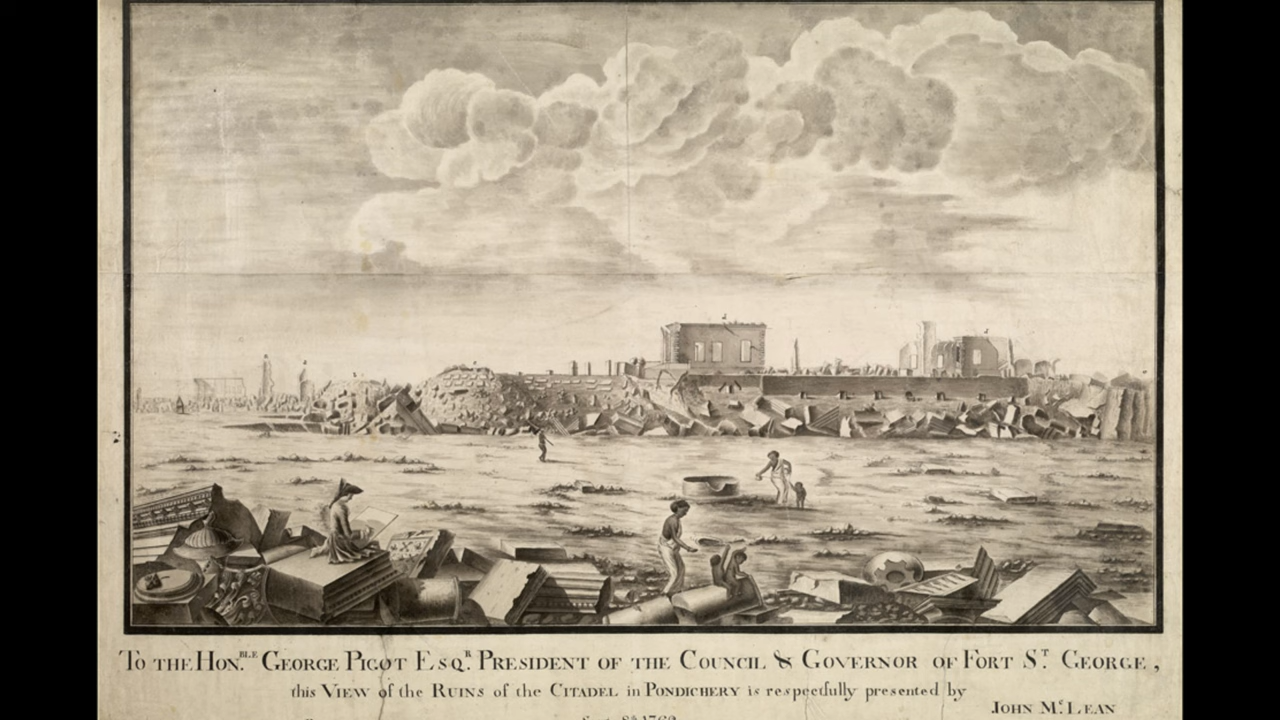 TO THE HON.BLE GEORGE PIGOT ESQ.R PRESIDENT OF THE COUNCIL & GOVERNOR OF FORT S.T GEORGE,
this VIEW of the RUINS of the CITADEL in PONDICHERY is respectfully presented by
JOHN Mc.LEAN